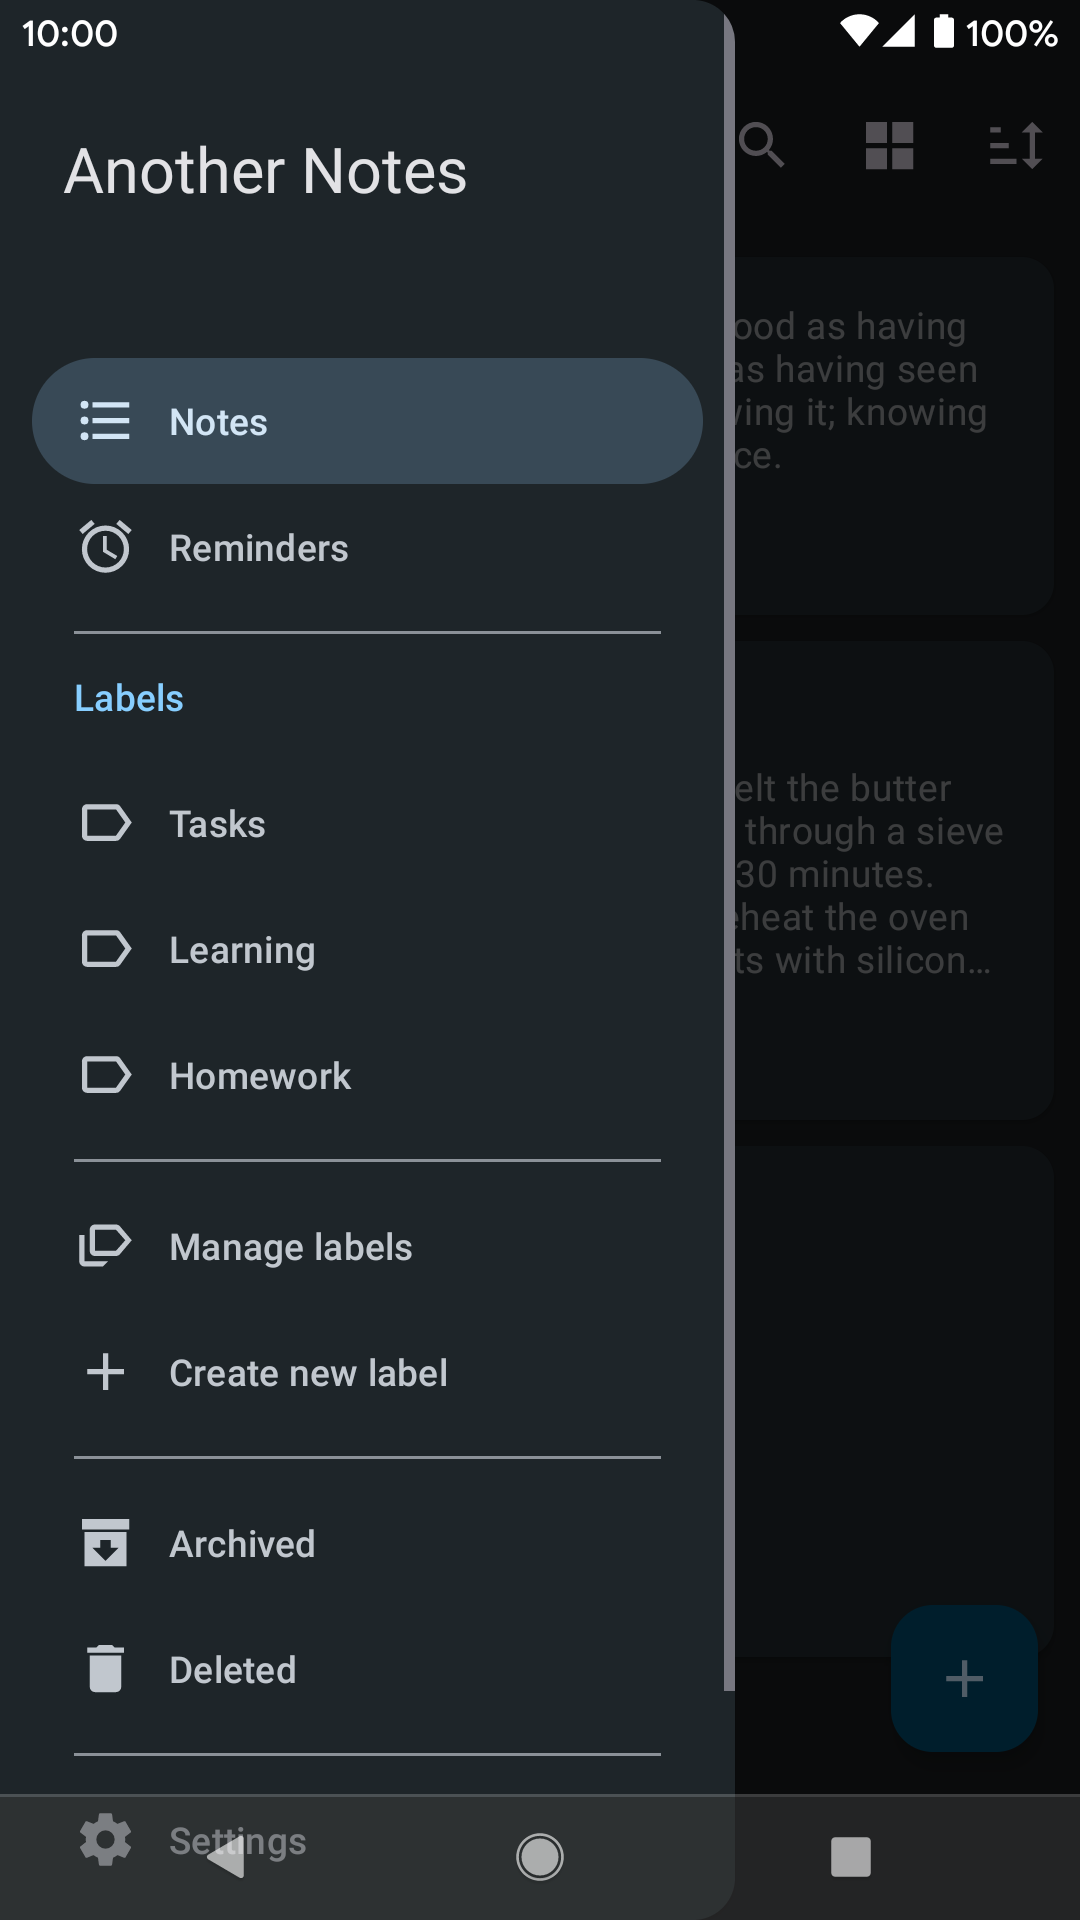 10:00
100%
Another Notes
Notes
Reminders
Labels
Tasks
Learning
Homework
Manage labels
Create new label
Archived
Deleted
Settings
ood as having
as having seen
ing it; knowing
ce.
elt the butter
through a sieve
30 minutes.
eheat the oven
ts with silicon…